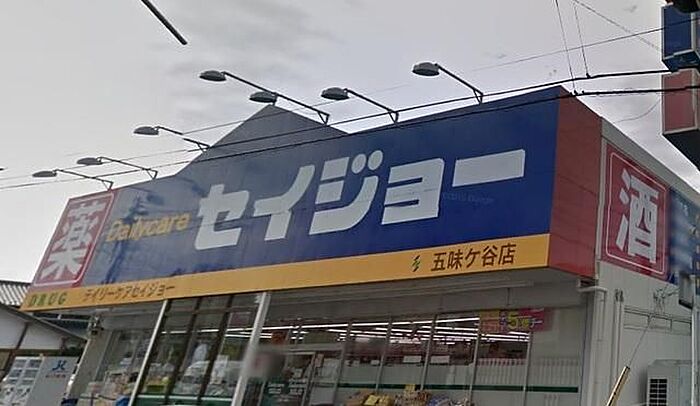 薬
DRUG
Dailycare
セイジョー
デイリーケアセイジョー
五味ケ谷店
酒